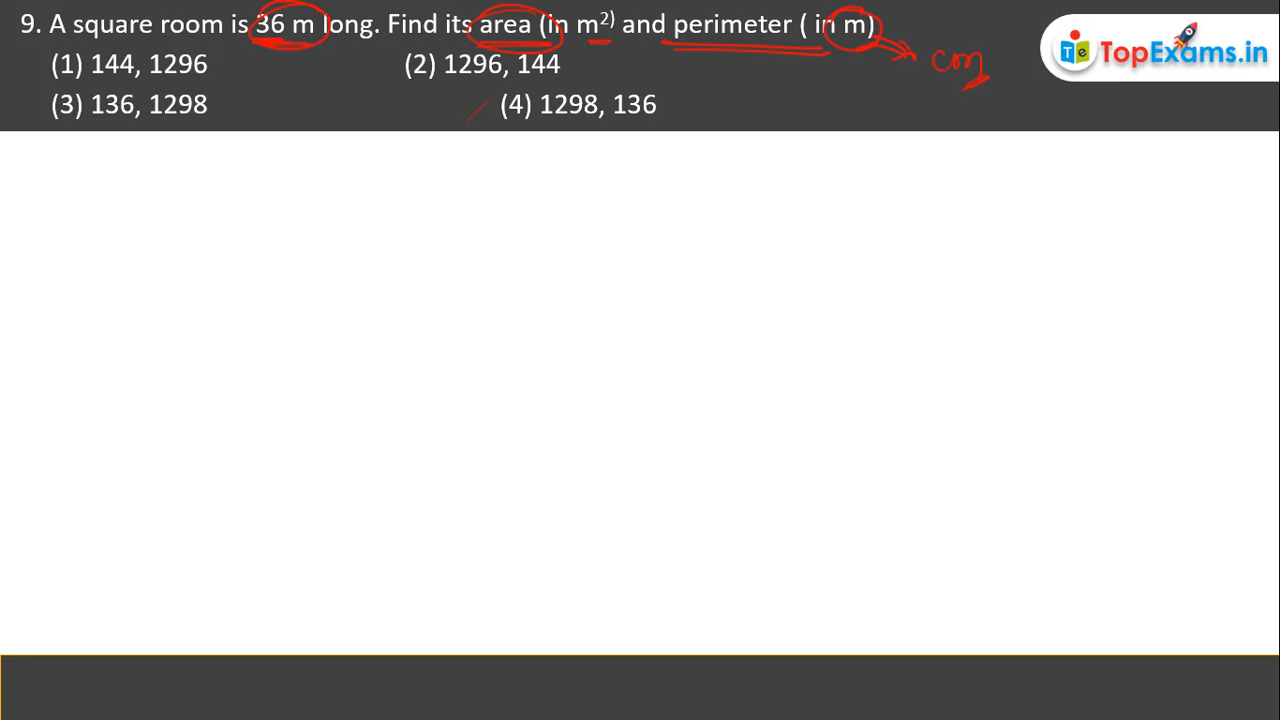 9. A square room is 36 m long. Find its area (in m²) and perimeter ( in m)
(1) 144, 1296 (2) 1296, 144
(3) 136, 1298 (4) 1298, 136
Te TopExams.in